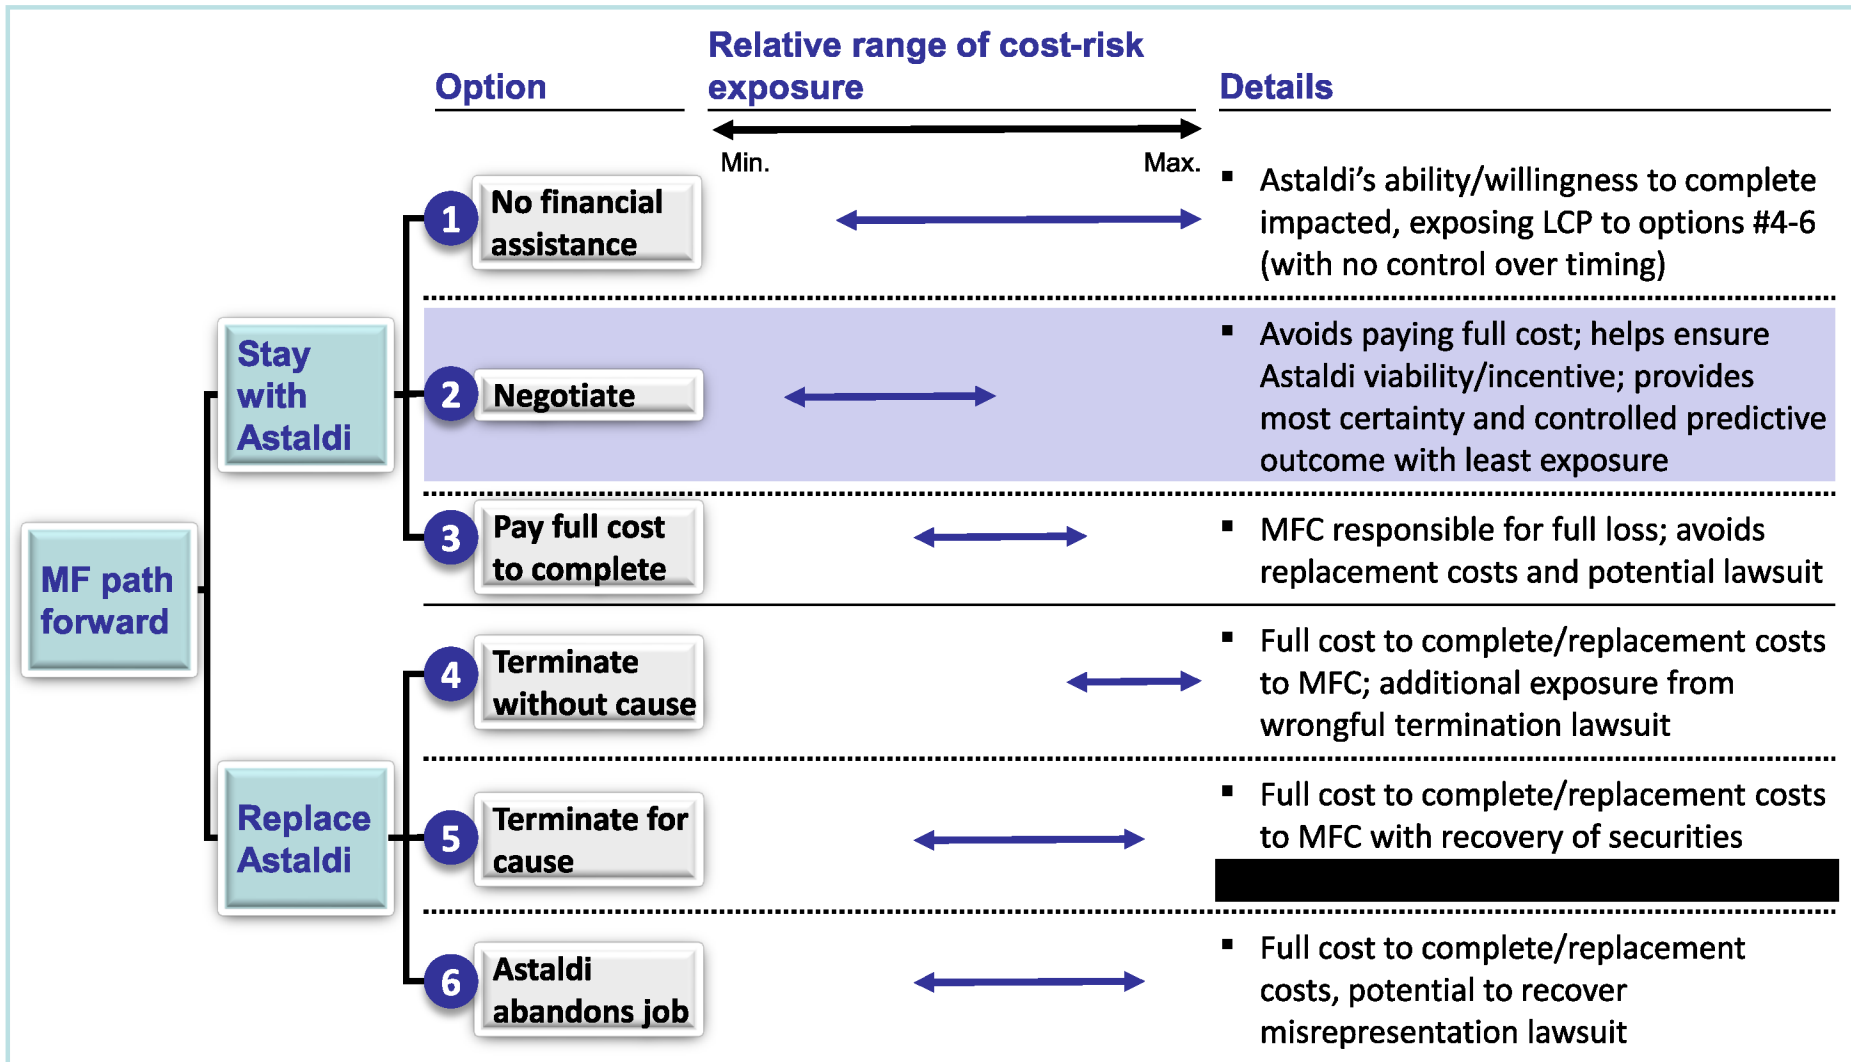 Relative range of cost-risk
exposure
Option
Details
Min.
Max.
1
No financial
assistance
▪ Astaldi’s ability/willingness to complete
impacted, exposing LCP to options #4-6
(with no control over timing)
Stay
with
Astaldi
2
Negotiate
▪ Avoids paying full cost; helps ensure
Astaldi viability/incentive; provides
most certainty and controlled predictive
outcome with least exposure
3
Pay full cost
to complete
▪ MFC responsible for full loss; avoids
replacement costs and potential lawsuit
MF path
forward
4
Terminate
without cause
▪ Full cost to complete/replacement costs
to MFC; additional exposure from
wrongful termination lawsuit
Replace
Astaldi
5
Terminate for
cause
▪ Full cost to complete/replacement costs
to MFC with recovery of securities
6
Astaldi
abandons job
▪ Full cost to complete/replacement
costs, potential to recover
misrepresentation lawsuit